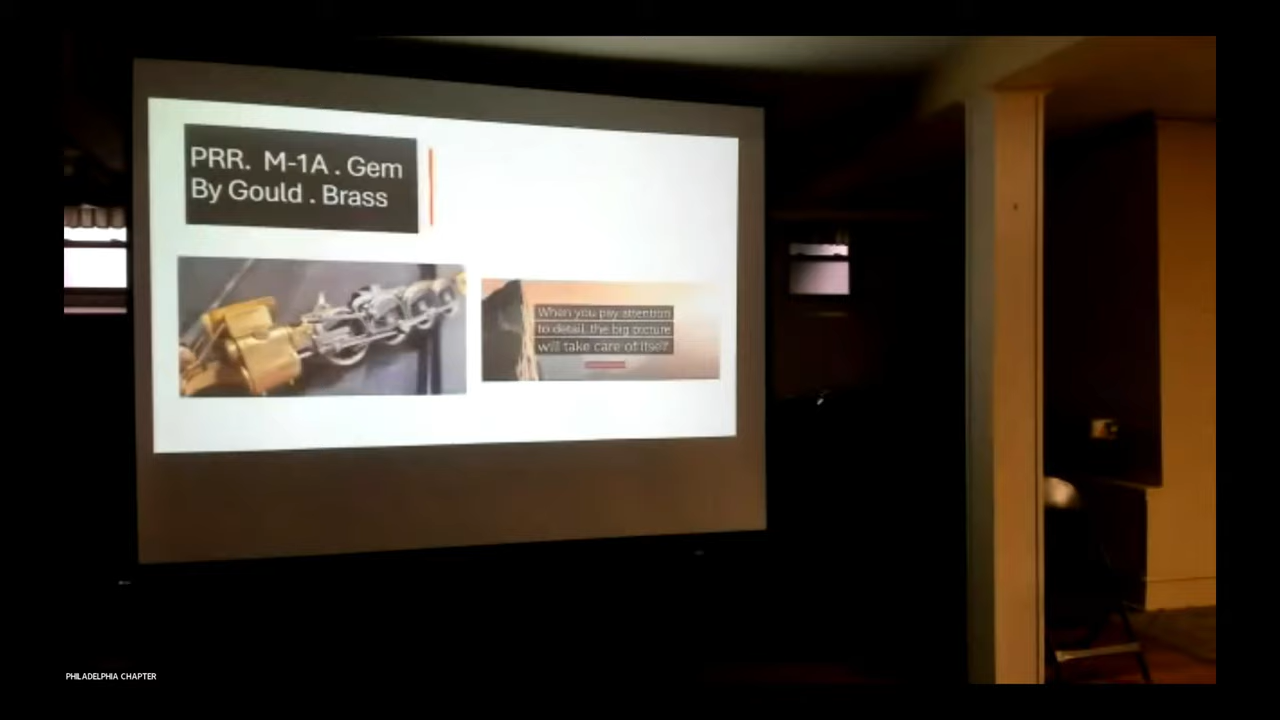 PRR. M-1A . Gem
By Gould . Brass
When you pay attention
to detail, the big picture
will take care of itself
PHILADELPHIA CHAPTER